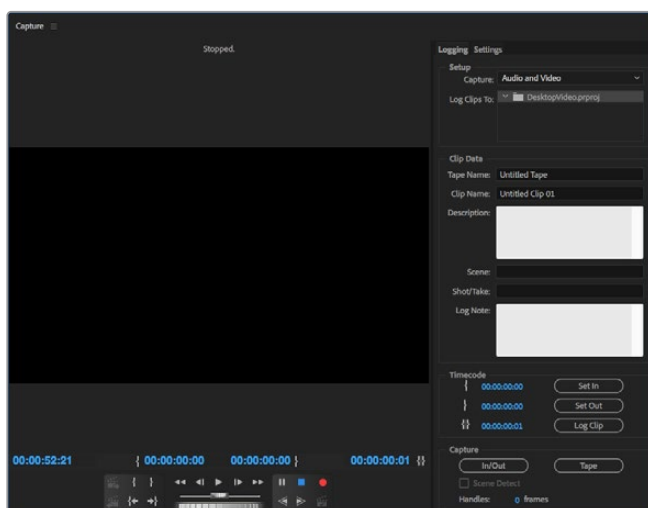 Capture
Stopped.
Logging Settings
Setup
Capture: Audio and Video
Log Clips To: DesktopVideo.prproj
Clip Data
Tape Name: Untitled Tape
Clip Name: Untitled Clip 01
Description:
Scene:
Shot/Take:
Log Note:
Timecode
{ 00:00:00:00 Set In
} 00:00:00:00 Set Out
{} 00:00:00:01 Log Clip
00:00:52:21 { 00:00:00:00 00:00:00:00 } 00:00:00:01 {}
Capture
In/Out Tape
Scene Detect
Handles: 0 frames